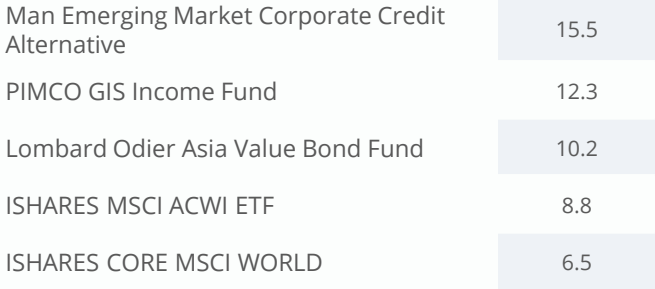 Man Emerging Market Corporate Credit
Alternative
15.5
PIMCO GIS Income Fund
12.3
Lombard Odier Asia Value Bond Fund
10.2
ISHARES MSCI ACWI ETF
8.8
ISHARES CORE MSCI WORLD
6.5